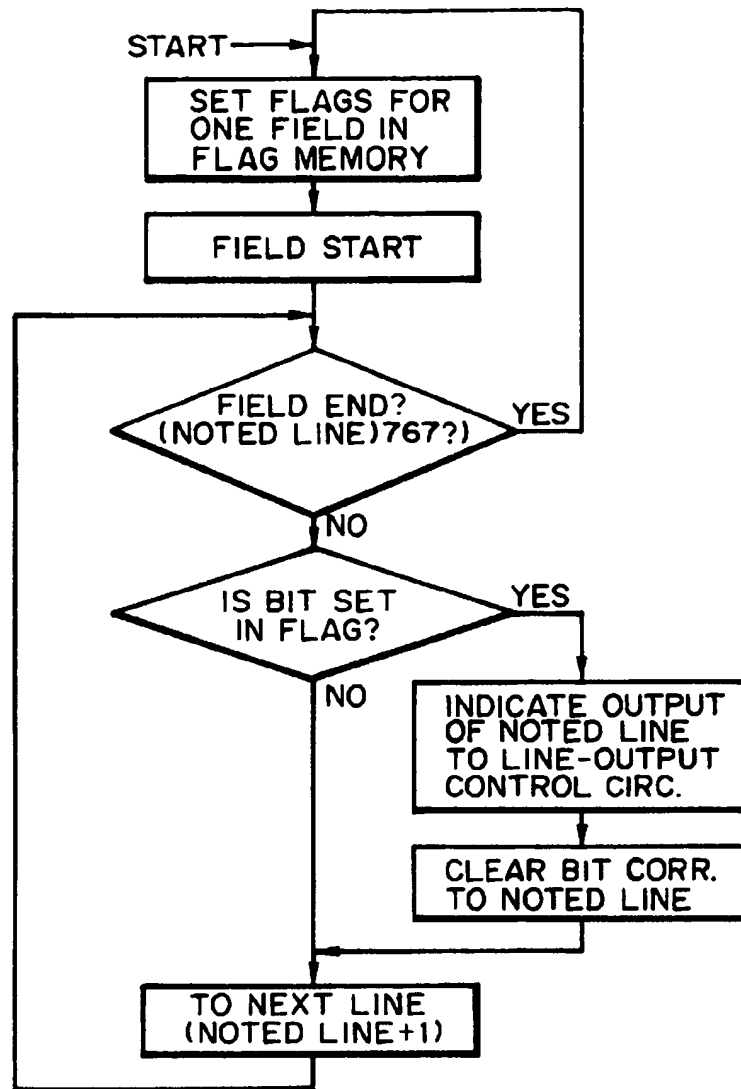 START
SET FLAGS FOR
ONE FIELD IN
FLAG MEMORY
FIELD START
FIELD END?
(NOTED LINE)767?)
YES
NO
IS BIT SET
IN FLAG?
YES
NO
INDICATE OUTPUT
OF NOTED LINE
TO LINE-OUTPUT
CONTROL CIRC.
CLEAR BIT CORR.
TO NOTED LINE
TO NEXT LINE
(NOTED LINE+1)